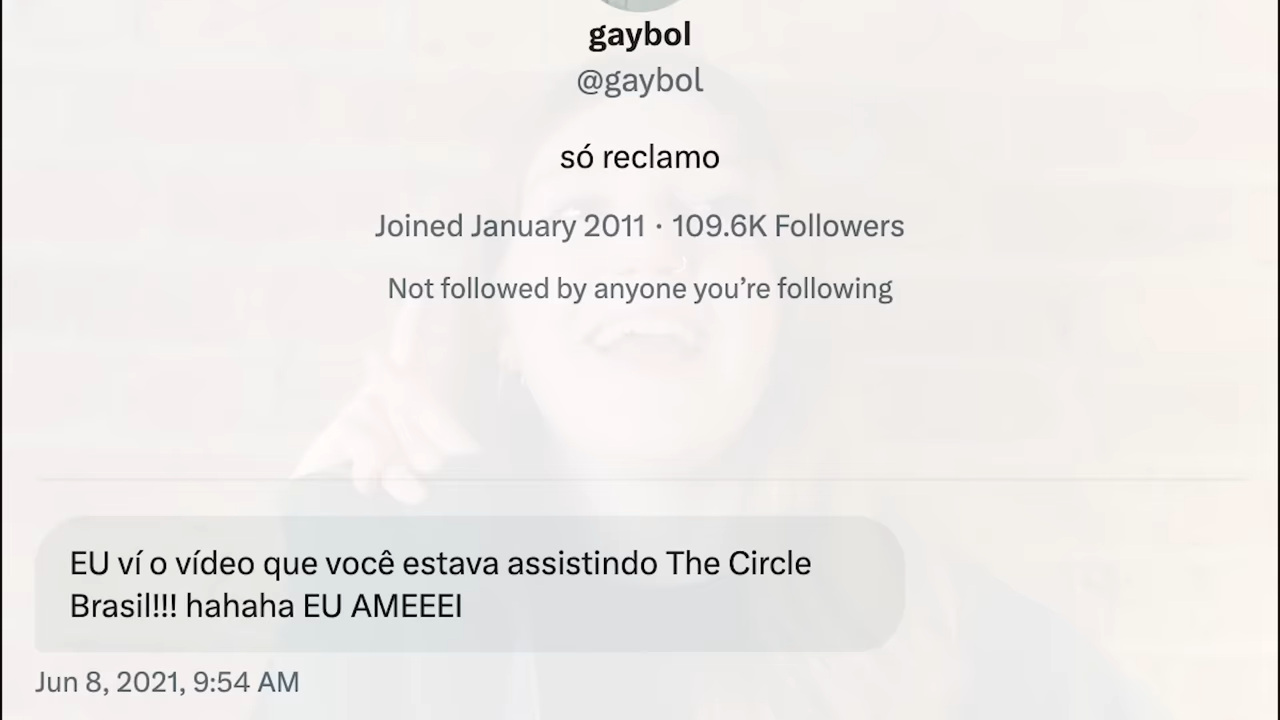 gaybol
@gaybol
só reclamo
Joined January 2011 · 109.6K Followers
Not followed by anyone you’re following
EU ví o vídeo que você estava assistindo The Circle
Brasil!!! hahaha EU AMEEEI
Jun 8, 2021, 9:54 AM